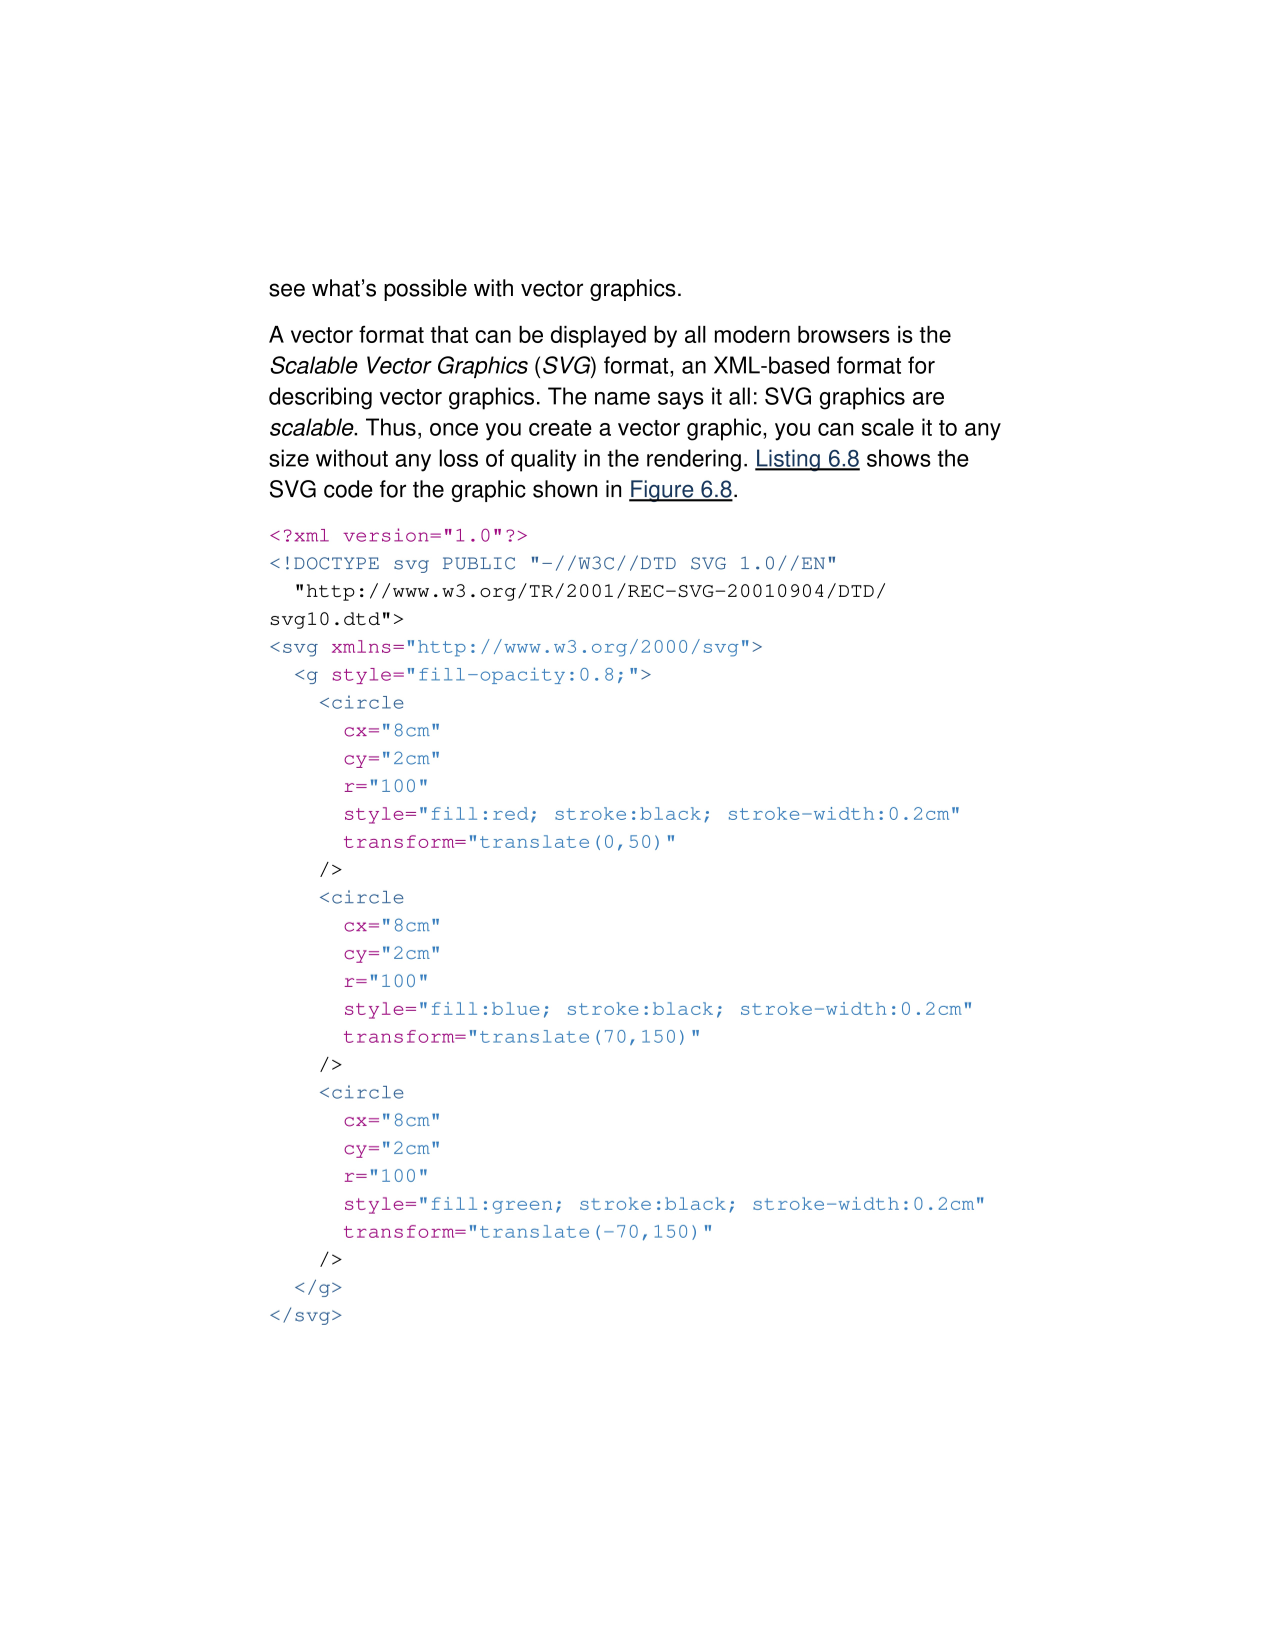 see what’s possible with vector graphics.
A vector format that can be displayed by all modern browsers is the
Scalable Vector Graphics (SVG) format, an XML-based format for
describing vector graphics. The name says it all: SVG graphics are
scalable. Thus, once you create a vector graphic, you can scale it to any
size without any loss of quality in the rendering. Listing 6.8 shows the
SVG code for the graphic shown in Figure 6.8.
<?xml version="1.0"?>
<!DOCTYPE svg PUBLIC "-//W3C//DTD SVG 1.0//EN"
  "http://www.w3.org/TR/2001/REC-SVG-20010904/DTD/
svg10.dtd">
<svg xmlns="http://www.w3.org/2000/svg">
  <g style="fill-opacity:0.8;">
    <circle
      cx="8cm"
      cy="2cm"
      r="100"
      style="fill:red; stroke:black; stroke-width:0.2cm"
      transform="translate(0,50)"
    />
    <circle
      cx="8cm"
      cy="2cm"
      r="100"
      style="fill:blue; stroke:black; stroke-width:0.2cm"
      transform="translate(70,150)"
    />
    <circle
      cx="8cm"
      cy="2cm"
      r="100"
      style="fill:green; stroke:black; stroke-width:0.2cm"
      transform="translate(-70,150)"
    />
  </g>
</svg>